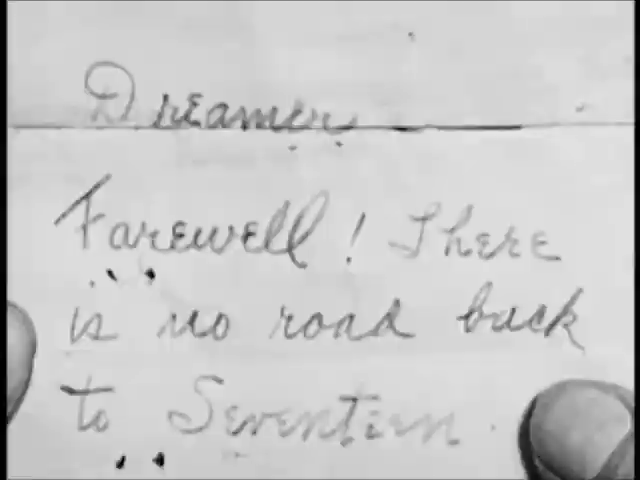 Dreamer
Farewell! There
is no road back
to Seventeen.